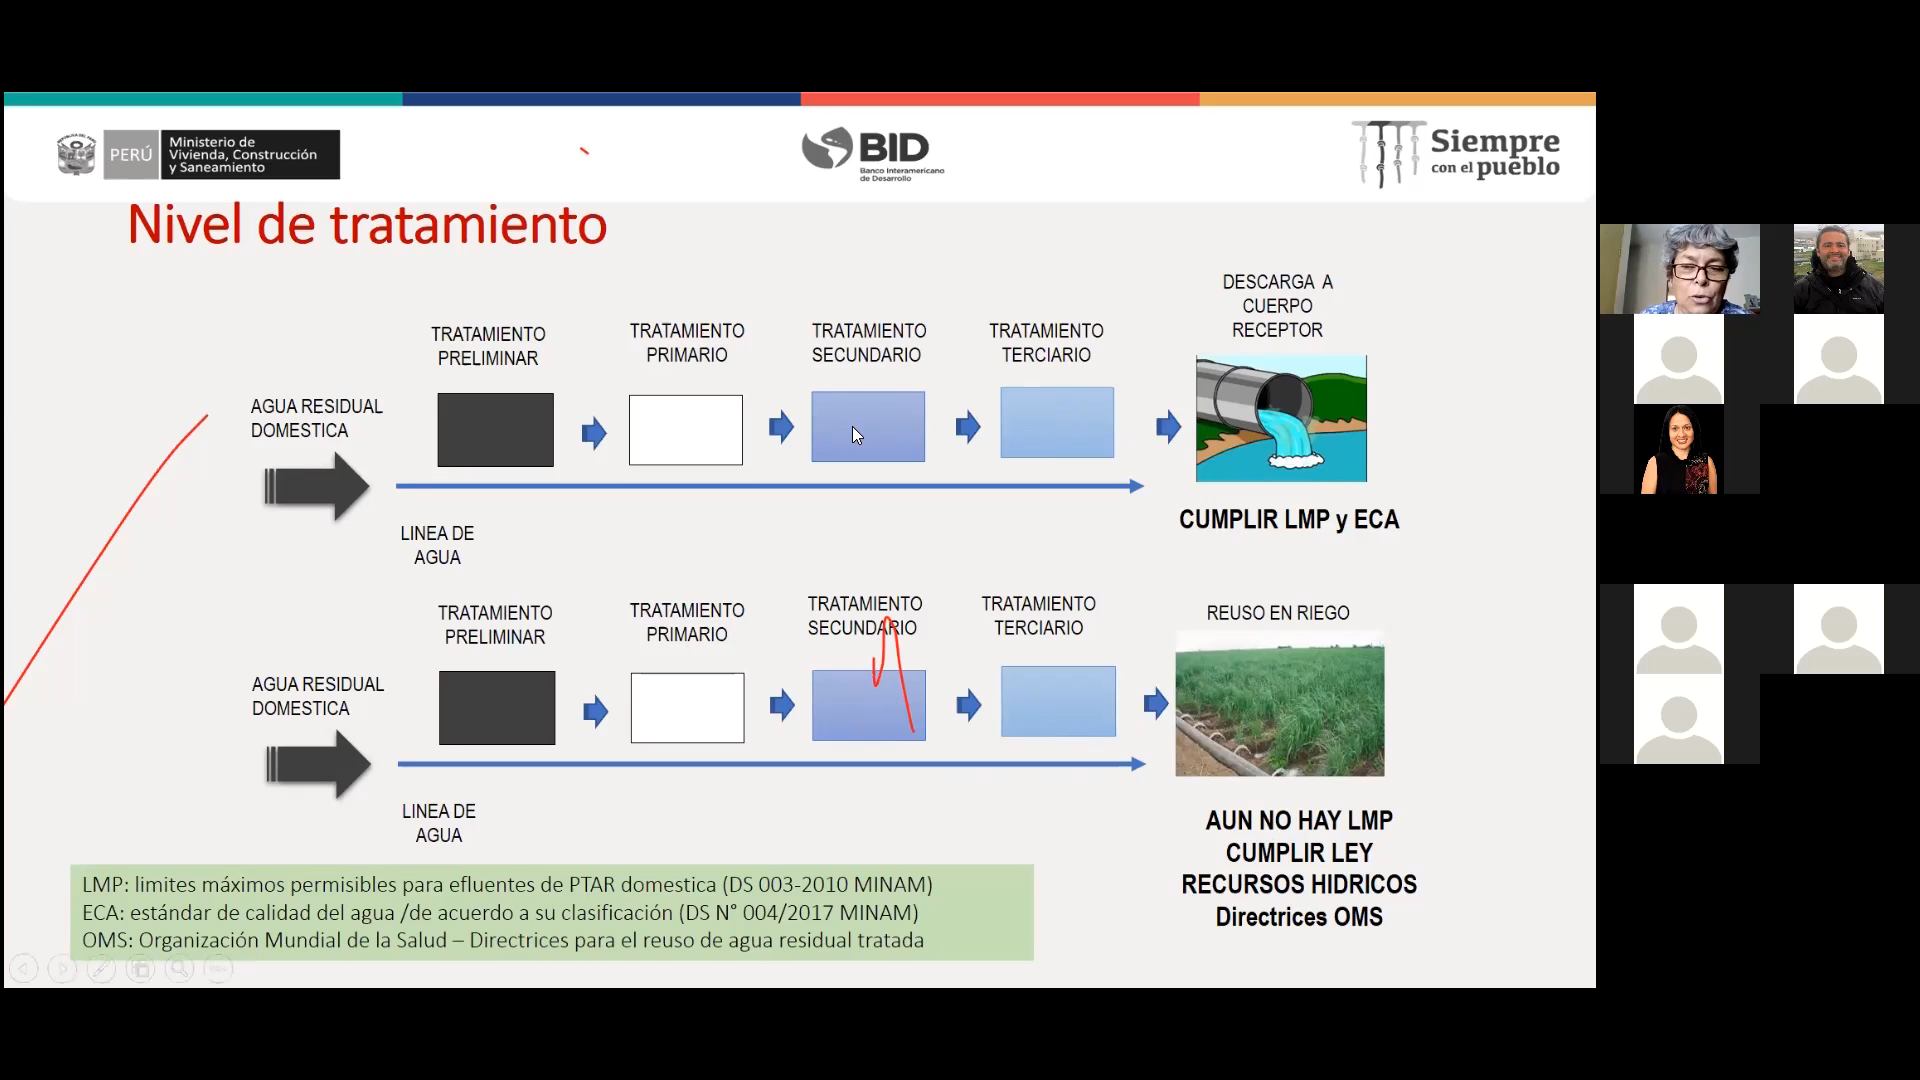 PERÚ
Ministerio de
Vivienda, Construcción
y Saneamiento
BID
Banco Interamericano
de Desarrollo
Siempre
con el pueblo
Nivel de tratamiento
DESCARGA A
CUERPO
RECEPTOR
TRATAMIENTO
PRELIMINAR
TRATAMIENTO
PRIMARIO
TRATAMIENTO
SECUNDARIO
TRATAMIENTO
TERCIARIO
AGUA RESIDUAL
DOMESTICA
CUMPLIR LMP y ECA
LINEA DE
AGUA
TRATAMIENTO
PRELIMINAR
TRATAMIENTO
PRIMARIO
TRATAMIENTO
SECUNDARIO
TRATAMIENTO
TERCIARIO
REUSO EN RIEGO
AGUA RESIDUAL
DOMESTICA
LINEA DE
AGUA
AUN NO HAY LMP
CUMPLIR LEY
RECURSOS HIDRICOS
Directrices OMS
LMP: limites máximos permisibles para efluentes de PTAR domestica (DS 003-2010 MINAM)
ECA: estándar de calidad del agua /de acuerdo a su clasificación (DS N° 004/2017 MINAM)
OMS: Organización Mundial de la Salud – Directrices para el reuso de agua residual tratada